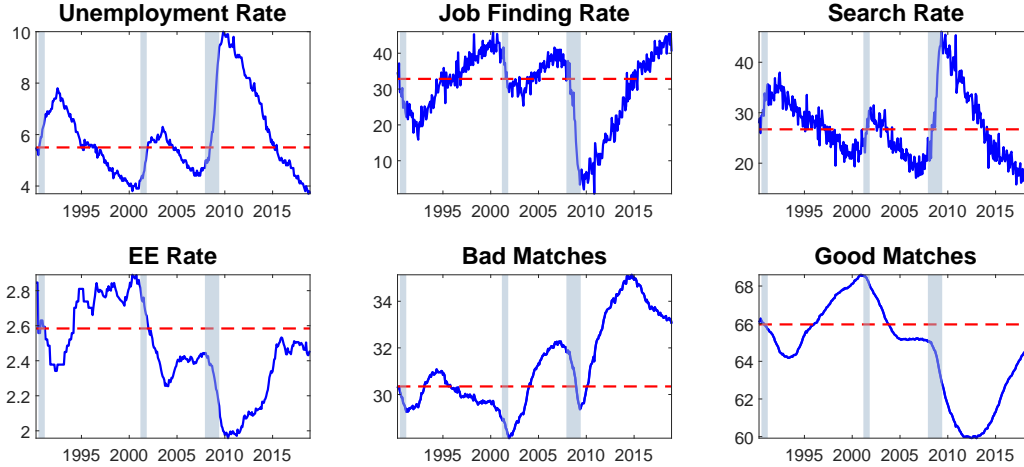 Unemployment Rate
10
8
6
4
1995 2000 2005 2010 2015
Job Finding Rate
40
30
20
10
1995 2000 2005 2010 2015
Search Rate
40
30
20
1995 2000 2005 2010 2015
EE Rate
2.8
2.6
2.4
2.2
2
1995 2000 2005 2010 2015
Bad Matches
34
32
30
1995 2000 2005 2010 2015
Good Matches
68
66
64
62
60
1995 2000 2005 2010 2015